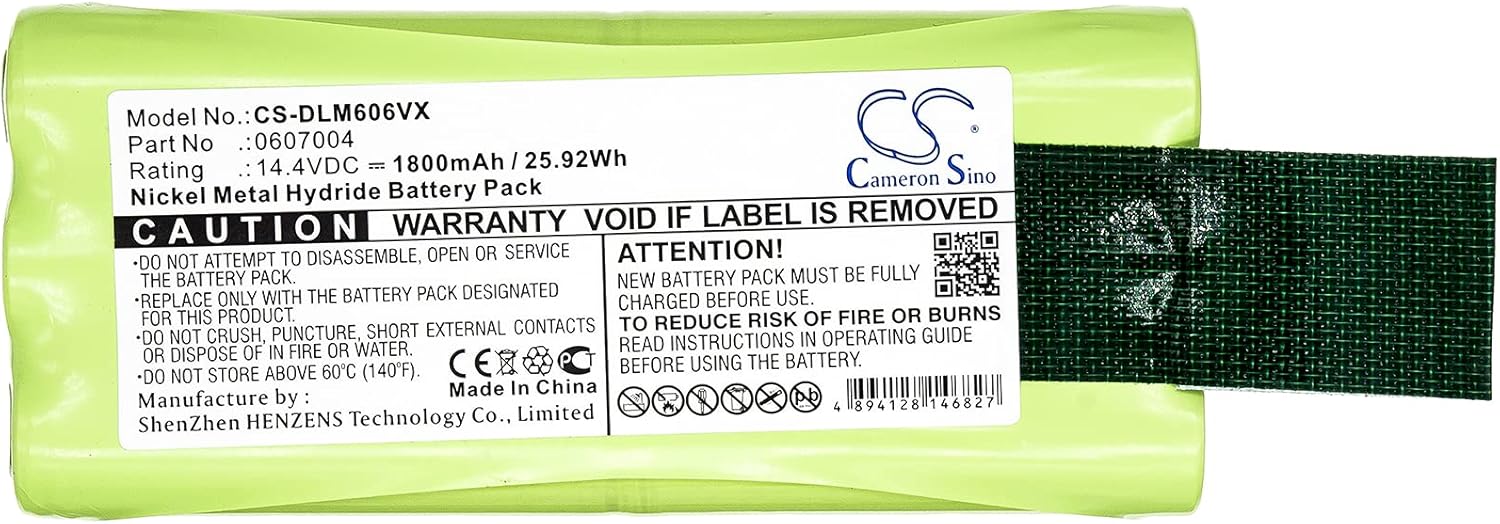 Model No.:CS-DLM606VX
Part No .:0607004
Rating .:14.4VDC ⎓ 1800mAh / 25.92Wh
Nickel Metal Hydride Battery Pack
CS
Cameron Sino
CAUTION WARRANTY VOID IF LABEL IS REMOVED
•DO NOT ATTEMPT TO DISASSEMBLE, OPEN OR SERVICE
THE BATTERY PACK.
•REPLACE ONLY WITH THE BATTERY PACK DESIGNATED
FOR THIS PRODUCT.
•DO NOT CRUSH, PUNCTURE, SHORT EXTERNAL CONTACTS
OR DISPOSE OF IN FIRE OR WATER.
•DO NOT STORE ABOVE 60°C (140°F)
Manufacture by :
ShenZhen HENZENS Technology Co., Limited
CE
Made In China
ATTENTION!
NEW BATTERY PACK MUST BE FULLY
CHARGED BEFORE USE.
TO REDUCE RISK OF FIRE OR BURNS
READ INSTRUCTIONS IN OPERATING GUIDE
BEFORE USING THE BATTERY.
Pb
4 894128 146827